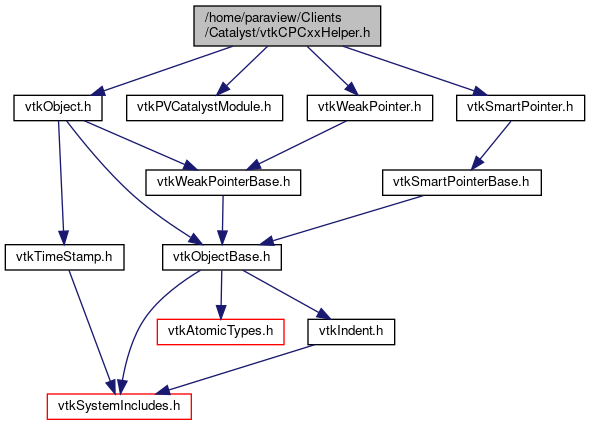 /home/paraview/Clients
/Catalyst/vtkCPCxxHelper.h
vtkObject.h
vtkPVCatalystModule.h
vtkWeakPointer.h
vtkSmartPointer.h
vtkWeakPointerBase.h
vtkSmartPointerBase.h
vtkTimeStamp.h
vtkObjectBase.h
vtkAtomicTypes.h
vtkIndent.h
vtkSystemIncludes.h